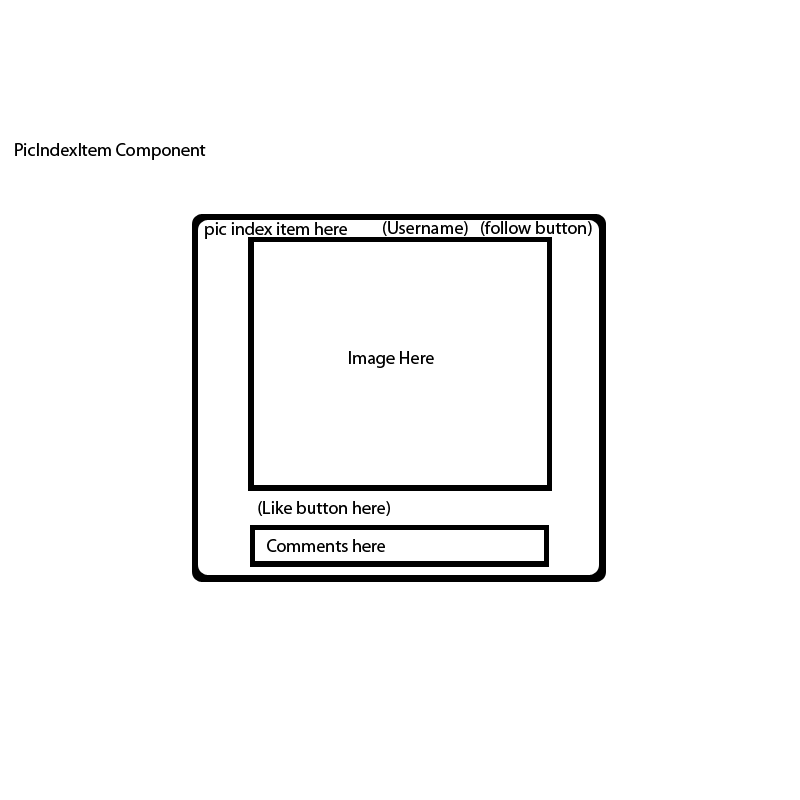 PicIndexItem Component
pic index item here (Username) (follow button)
Image Here
(Like button here)
Comments here